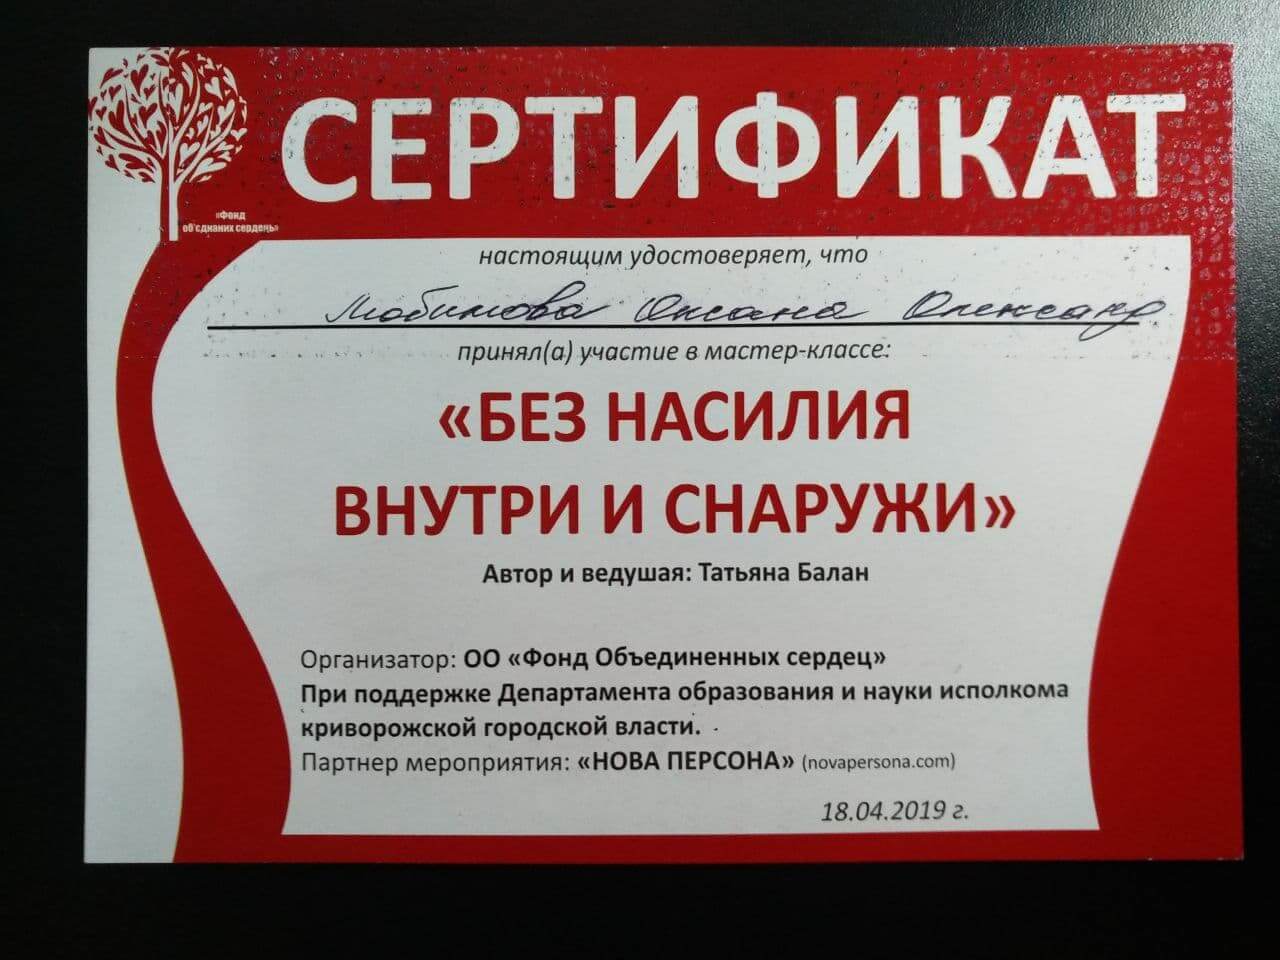 СЕРТИФИКАТ
«Фонд
об'єднаних сердець»
настоящим удостоверяет, что
Любимова Оксана Олександр
принял(а) участие в мастер-классе:
«БЕЗ НАСИЛИЯ
ВНУТРИ И СНАРУЖИ»
Автор и ведушая: Татьяна Балан
Организатор: ОО «Фонд Объединенных сердец»
При поддержке Департамента образования и науки исполкома
криворожской городской власти.
Партнер мероприятия: «НОВА ПЕРСОНА» (novapersona.com)
18.04.2019 г.